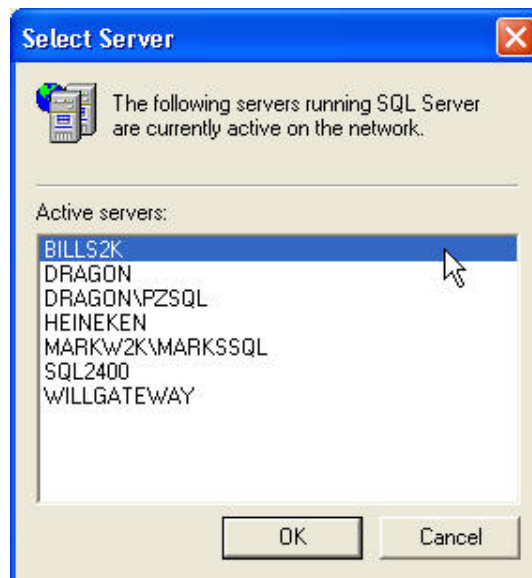 Select Server
The following servers running SQL Server
are currently active on the network.
Active servers:
BILLS2K
DRAGON
DRAGON\PZSQL
HEINEKEN
MARKW2K\MARKSSQL
SQL2400
WILLGATEWAY
OK
Cancel